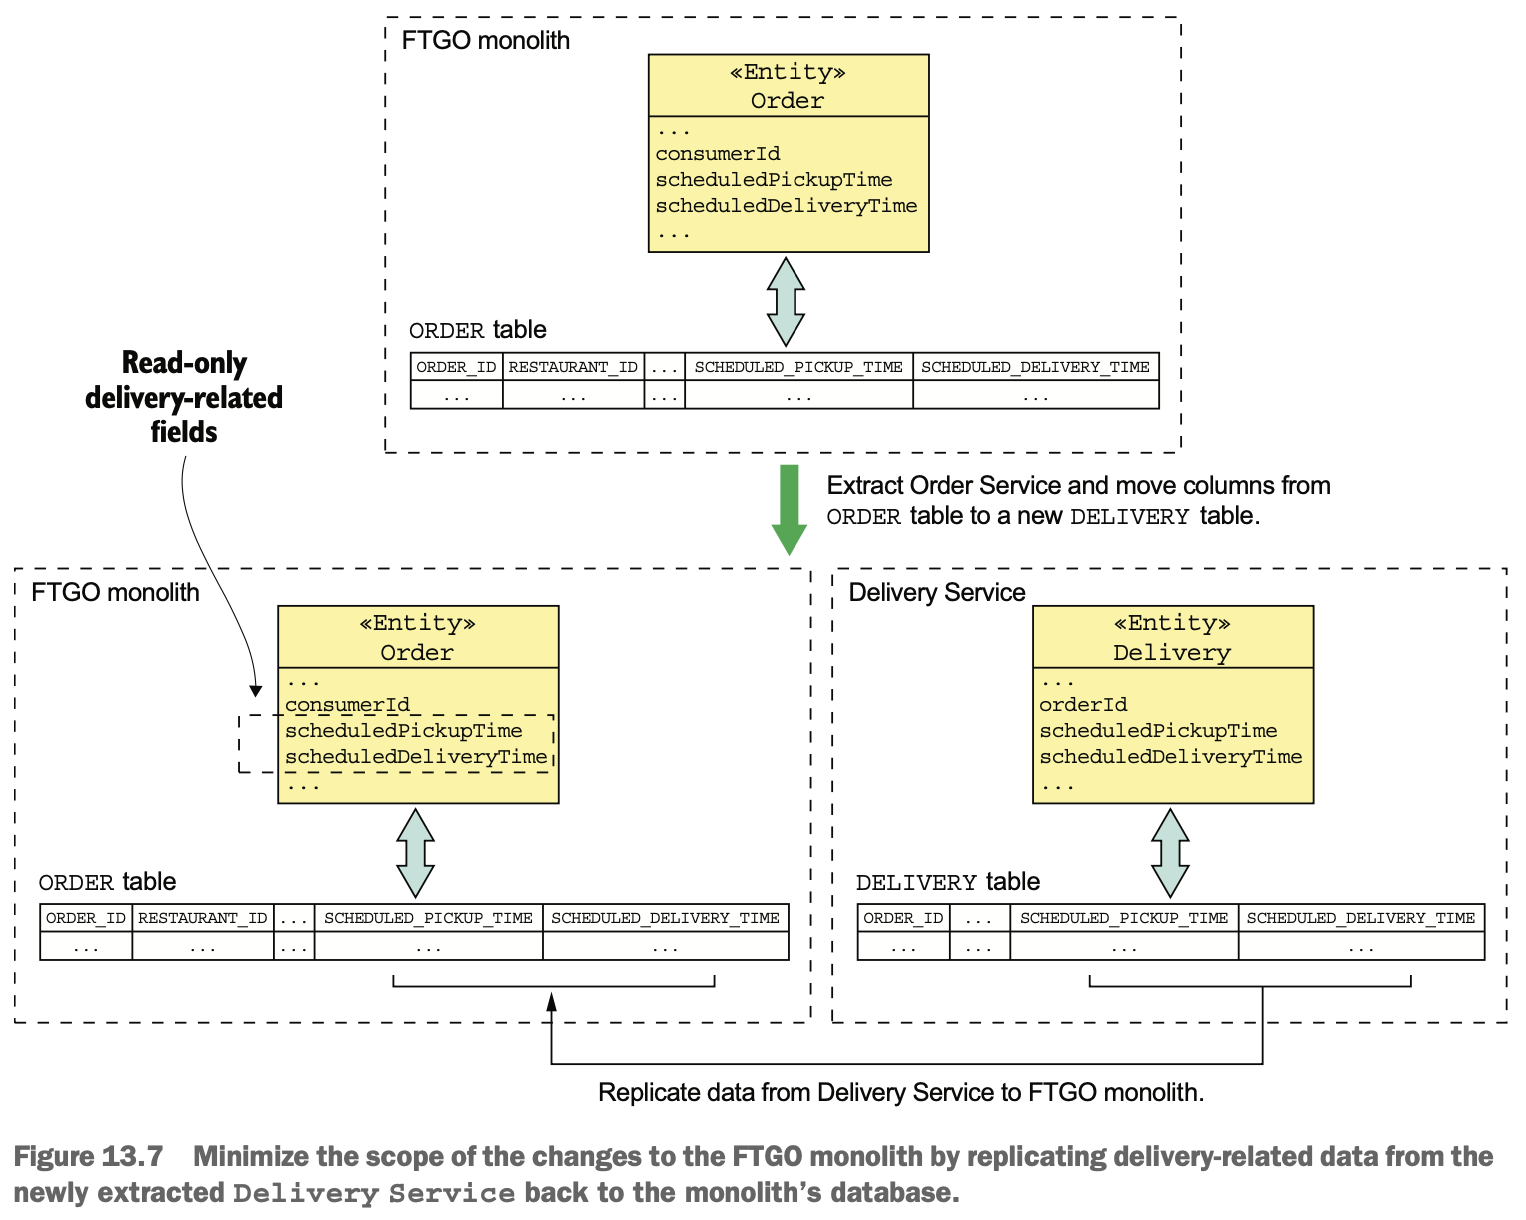 FTGO monolith
«Entity»
Order
...
consumerId
scheduledPickupTime
scheduledDeliveryTime
...
ORDER table
ORDER_ID RESTAURANT_ID ... SCHEDULED_PICKUP_TIME SCHEDULED_DELIVERY_TIME
... ... ... ... ...
Read-only
delivery-related
fields
Extract Order Service and move columns from
ORDER table to a new DELIVERY table.
FTGO monolith
«Entity»
Order
...
consumerId
scheduledPickupTime
scheduledDeliveryTime
...
ORDER table
ORDER_ID RESTAURANT_ID ... SCHEDULED_PICKUP_TIME SCHEDULED_DELIVERY_TIME
... ... ... ... ...
Delivery Service
«Entity»
Delivery
...
orderId
scheduledPickupTime
scheduledDeliveryTime
...
DELIVERY table
ORDER_ID ... SCHEDULED_PICKUP_TIME SCHEDULED_DELIVERY_TIME
... ... ... ...
Replicate data from Delivery Service to FTGO monolith.
Figure 13.7 Minimize the scope of the changes to the FTGO monolith by replicating delivery-related data from the
newly extracted Delivery Service back to the monolith’s database.